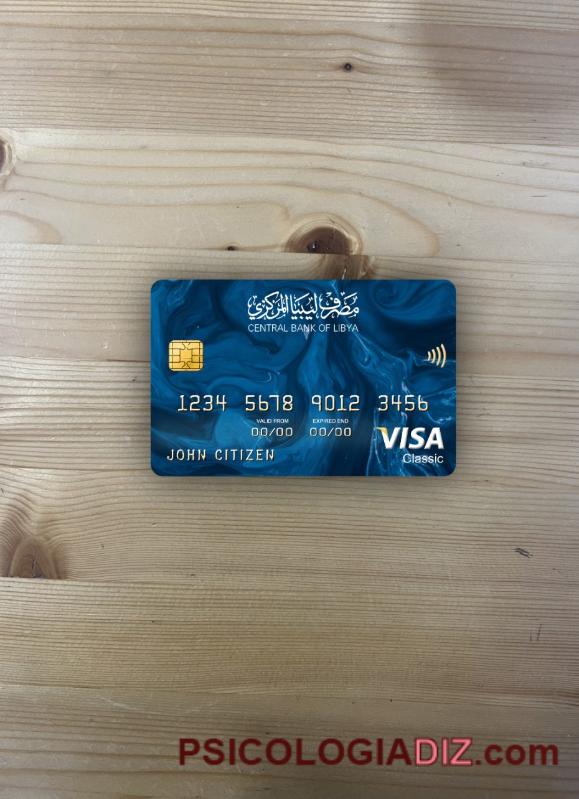 مصرف ليبيا المركزي
CENTRAL BANK OF LIBYA
1234 5678 9012 3456
VALID FROM EXPIRED END
00/00 00/00
JOHN CITIZEN
VISA
Classic
PSICOLOGIADIZ.com